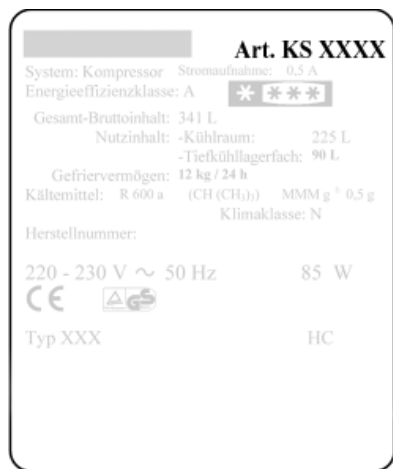 Art. KS XXXX
System: Kompressor Stromaufnahme: 0,5 A
Energieeffizienzklasse: A
Gesamt-Bruttoinhalt: 341 L
Nutzinhalt: -Kühlraum: 225 L
-Tiefkühllagerfach: 90 L
Gefriervermögen: 12 kg / 24 h
Kältemittel: R 600 a (CH (CH₃)₃) MMM g ± 0,5 g
Klimaklasse: N
Herstellnummer:
220 - 230 V ~ 50 Hz 85 W
CE GS
Typ XXX HC